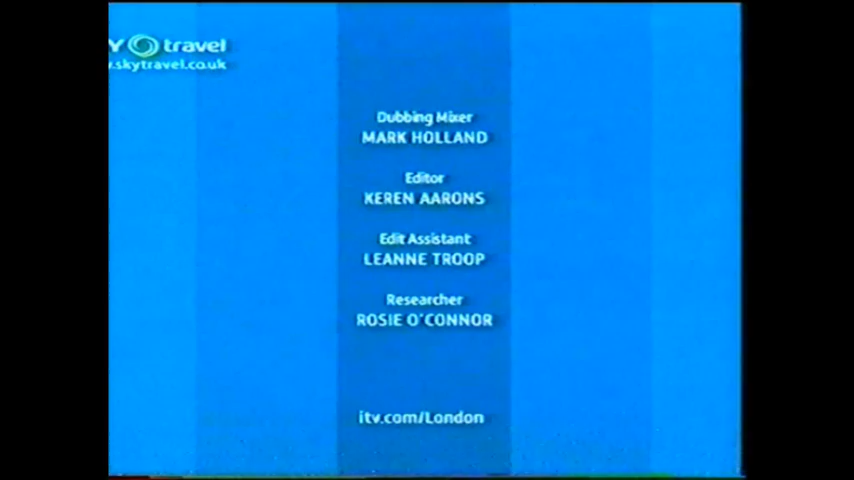 Y travel
.skytravel.co.uk
Dubbing Mixer
MARK HOLLAND
Editor
KEREN AARONS
Edit Assistant
LEANNE TROOP
Researcher
ROSIE O'CONNOR
itv.com/London